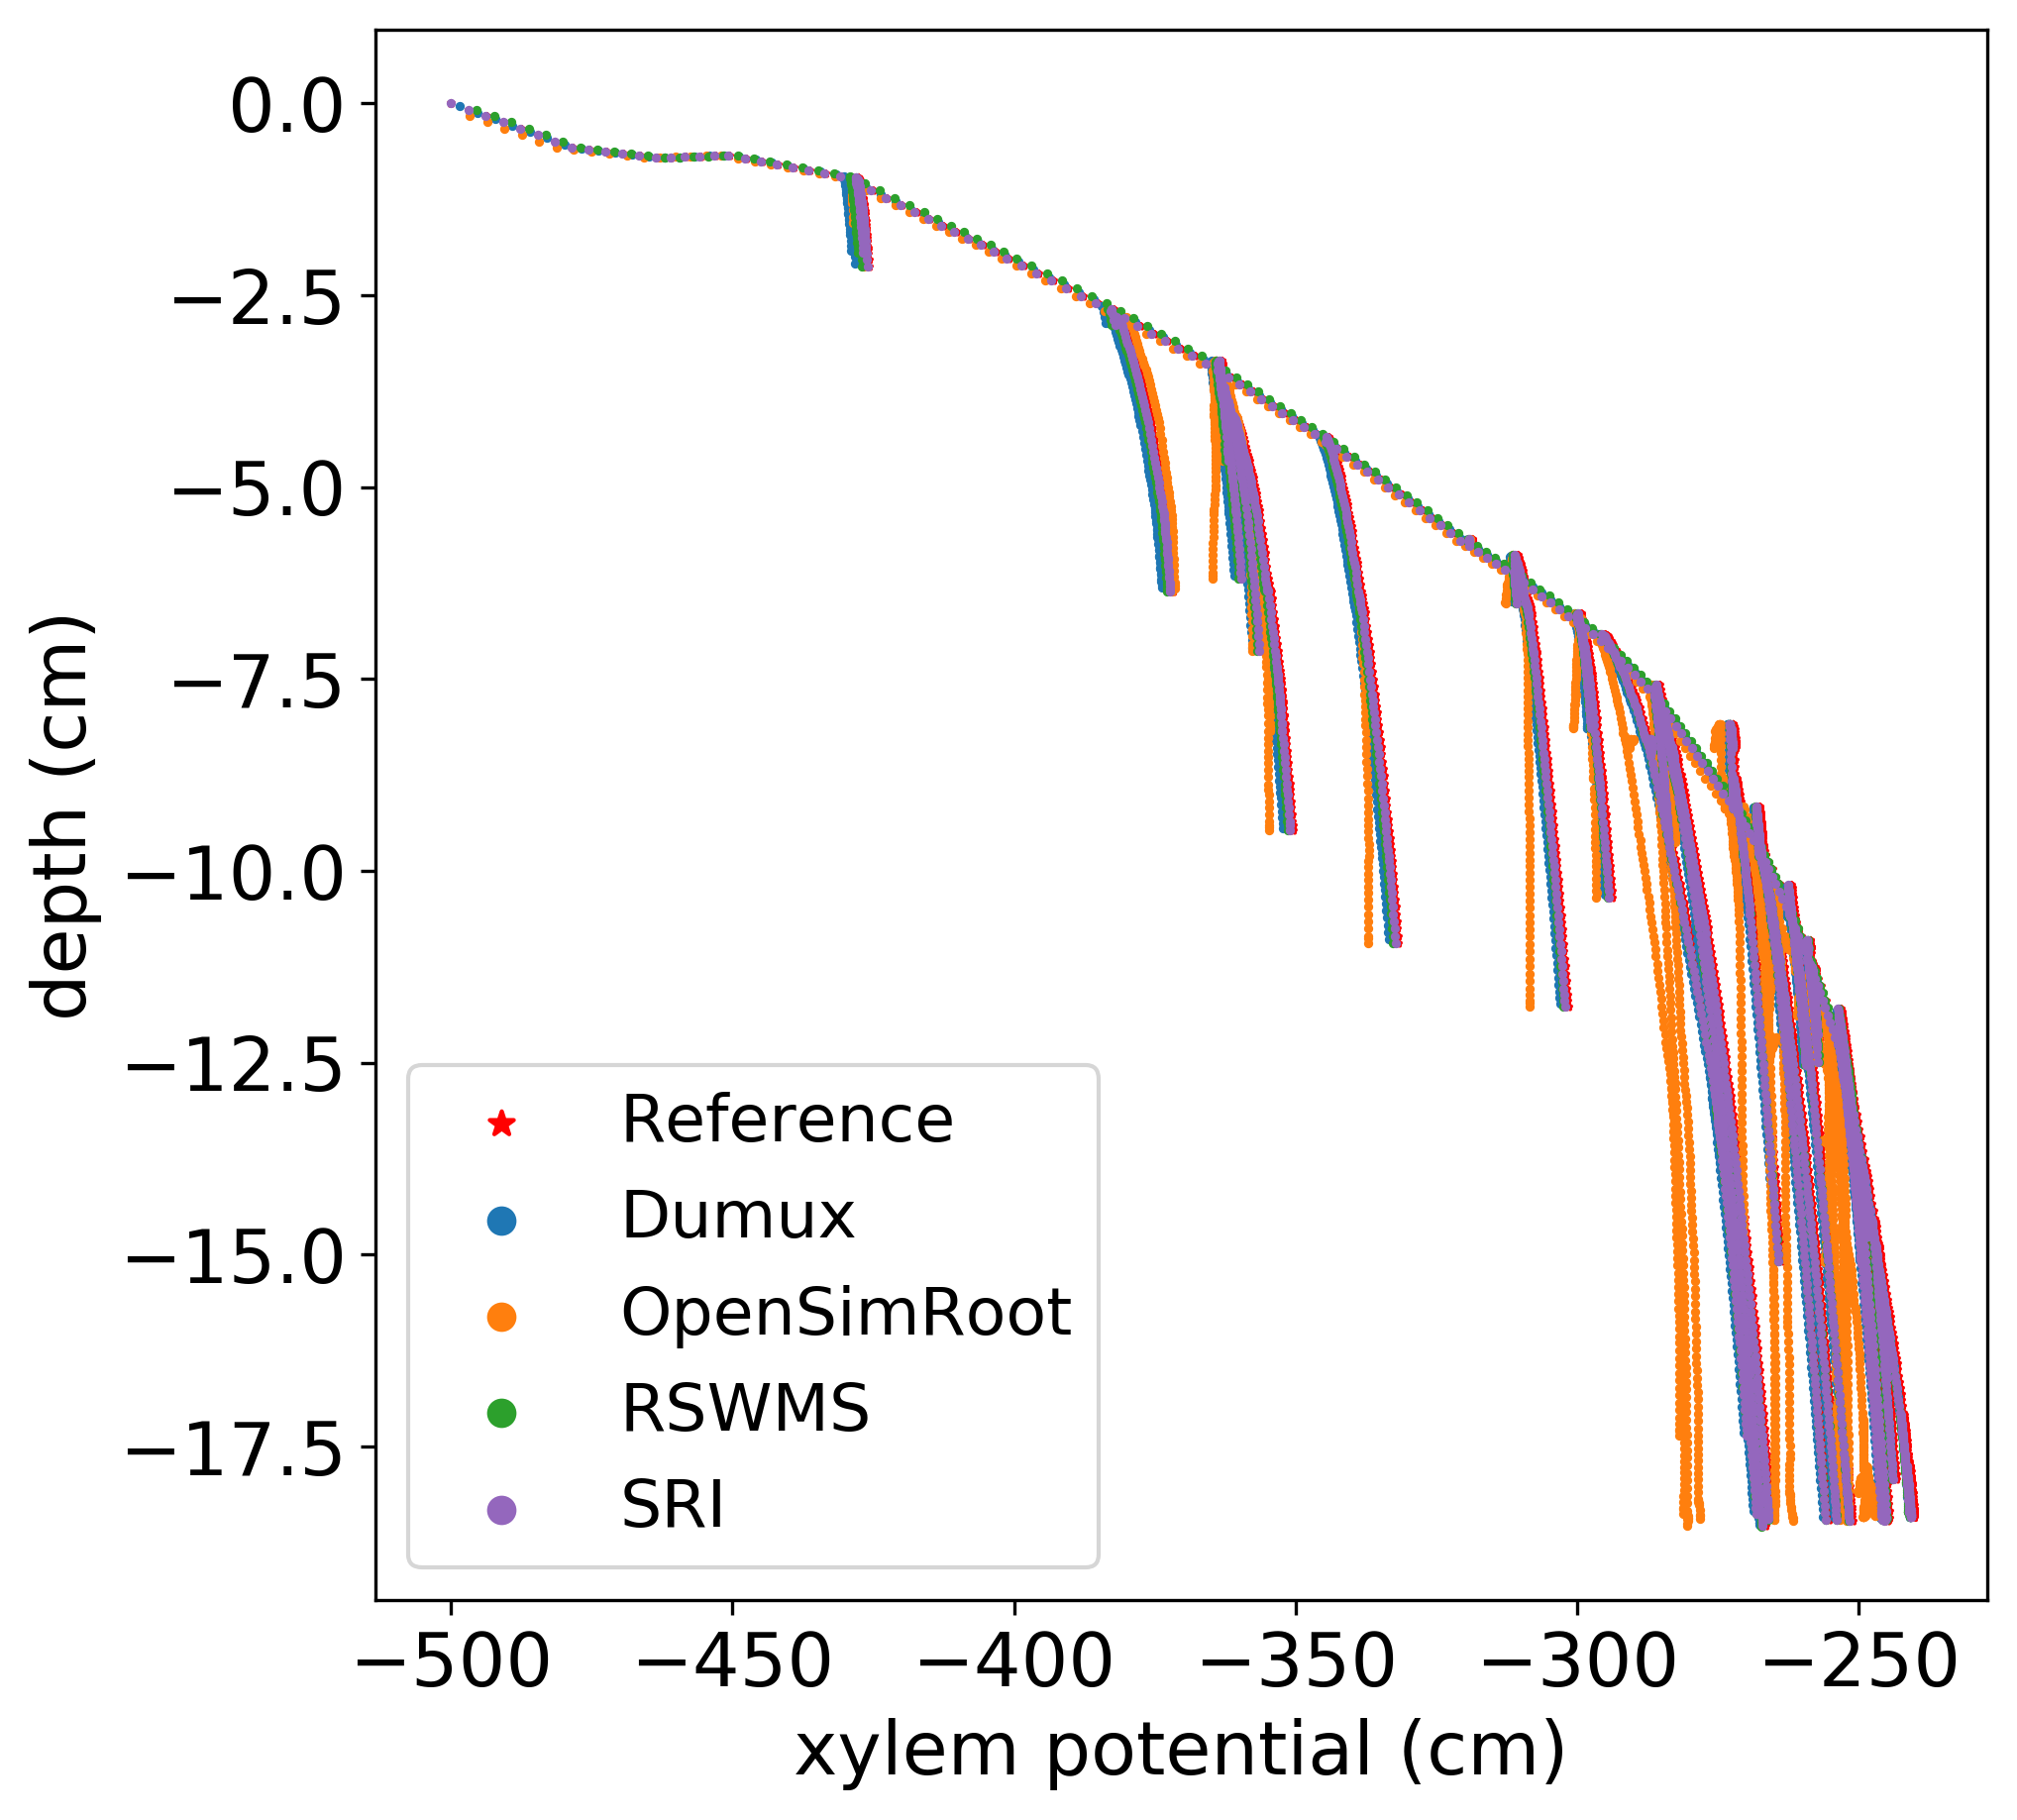 0.0
−2.5
−5.0
−7.5
−10.0
−12.5
−15.0
−17.5
depth (cm)
Reference
Dumux
OpenSimRoot
RSWMS
SRI
−500 −450 −400 −350 −300 −250
xylem potential (cm)